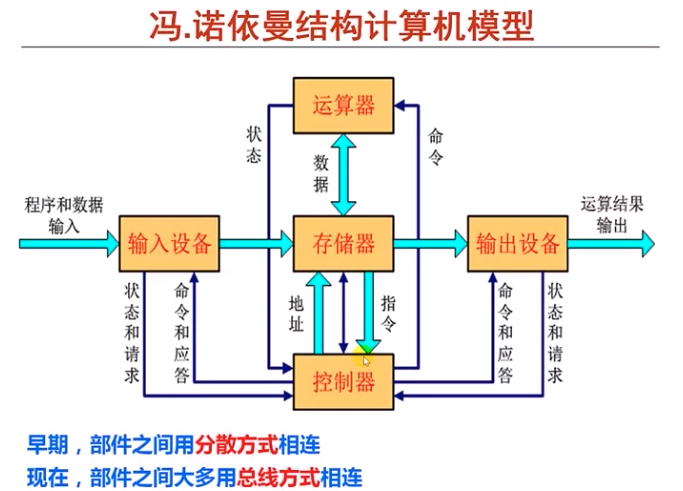 冯.诺依曼结构计算机模型
运算器
状态
数据
命令
程序和数据
输入
运算结果
输出
输入设备
存储器
输出设备
状态和请求
命令和应答
地址
指令
命令和应答
状态和请求
控制器
早期，部件之间用分散方式相连
现在，部件之间大多用总线方式相连